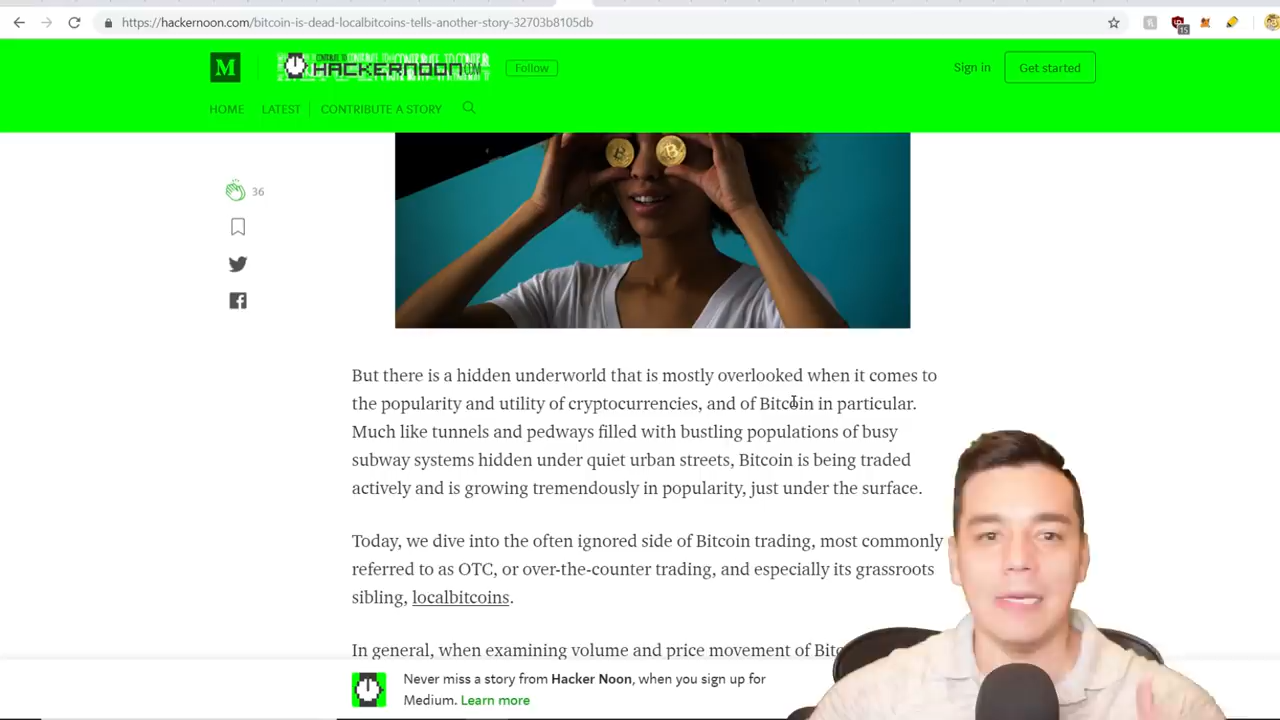 https://hackernoon.com/bitcoin-is-dead-localbitcoins-tells-another-story-32703b8105db
15
M
HACKERNOON.COM
Follow
Sign in
Get started
HOME
LATEST
CONTRIBUTE A STORY
36
But there is a hidden underworld that is mostly overlooked when it comes to
the popularity and utility of cryptocurrencies, and of Bitcoin in particular.
Much like tunnels and pedways filled with bustling populations of busy
subway systems hidden under quiet urban streets, Bitcoin is being traded
actively and is growing tremendously in popularity, just under the surface.
Today, we dive into the often ignored side of Bitcoin trading, most commonly
referred to as OTC, or over-the-counter trading, and especially its grassroots
sibling, localbitcoins.
In general, when examining volume and price movement of Bitc
Never miss a story from Hacker Noon, when you sign up for
Medium. Learn more